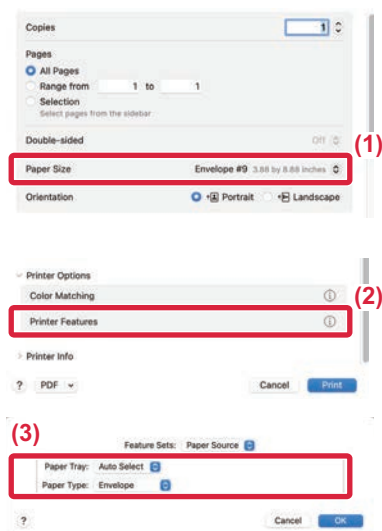 Copies 1
Pages
All Pages
Range from 1 to 1
Selection
Select pages from the sidebar
Double-sided Off
(1)
Paper Size Envelope #9 3.88 by 8.88 inches
Orientation Portrait Landscape
Printer Options
Color Matching
(2)
Printer Features
Printer Info
? PDF Cancel Print
(3)
Feature Sets: Paper Source
Paper Tray: Auto Select
Paper Type: Envelope
? Cancel OK